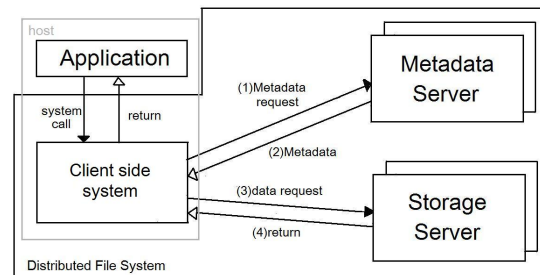 host
Application
system
call
return
Client side
system
(1)Metadata
request
(2)Metadata
(3)data request
(4)return
Metadata
Server
Storage
Server
Distributed File System